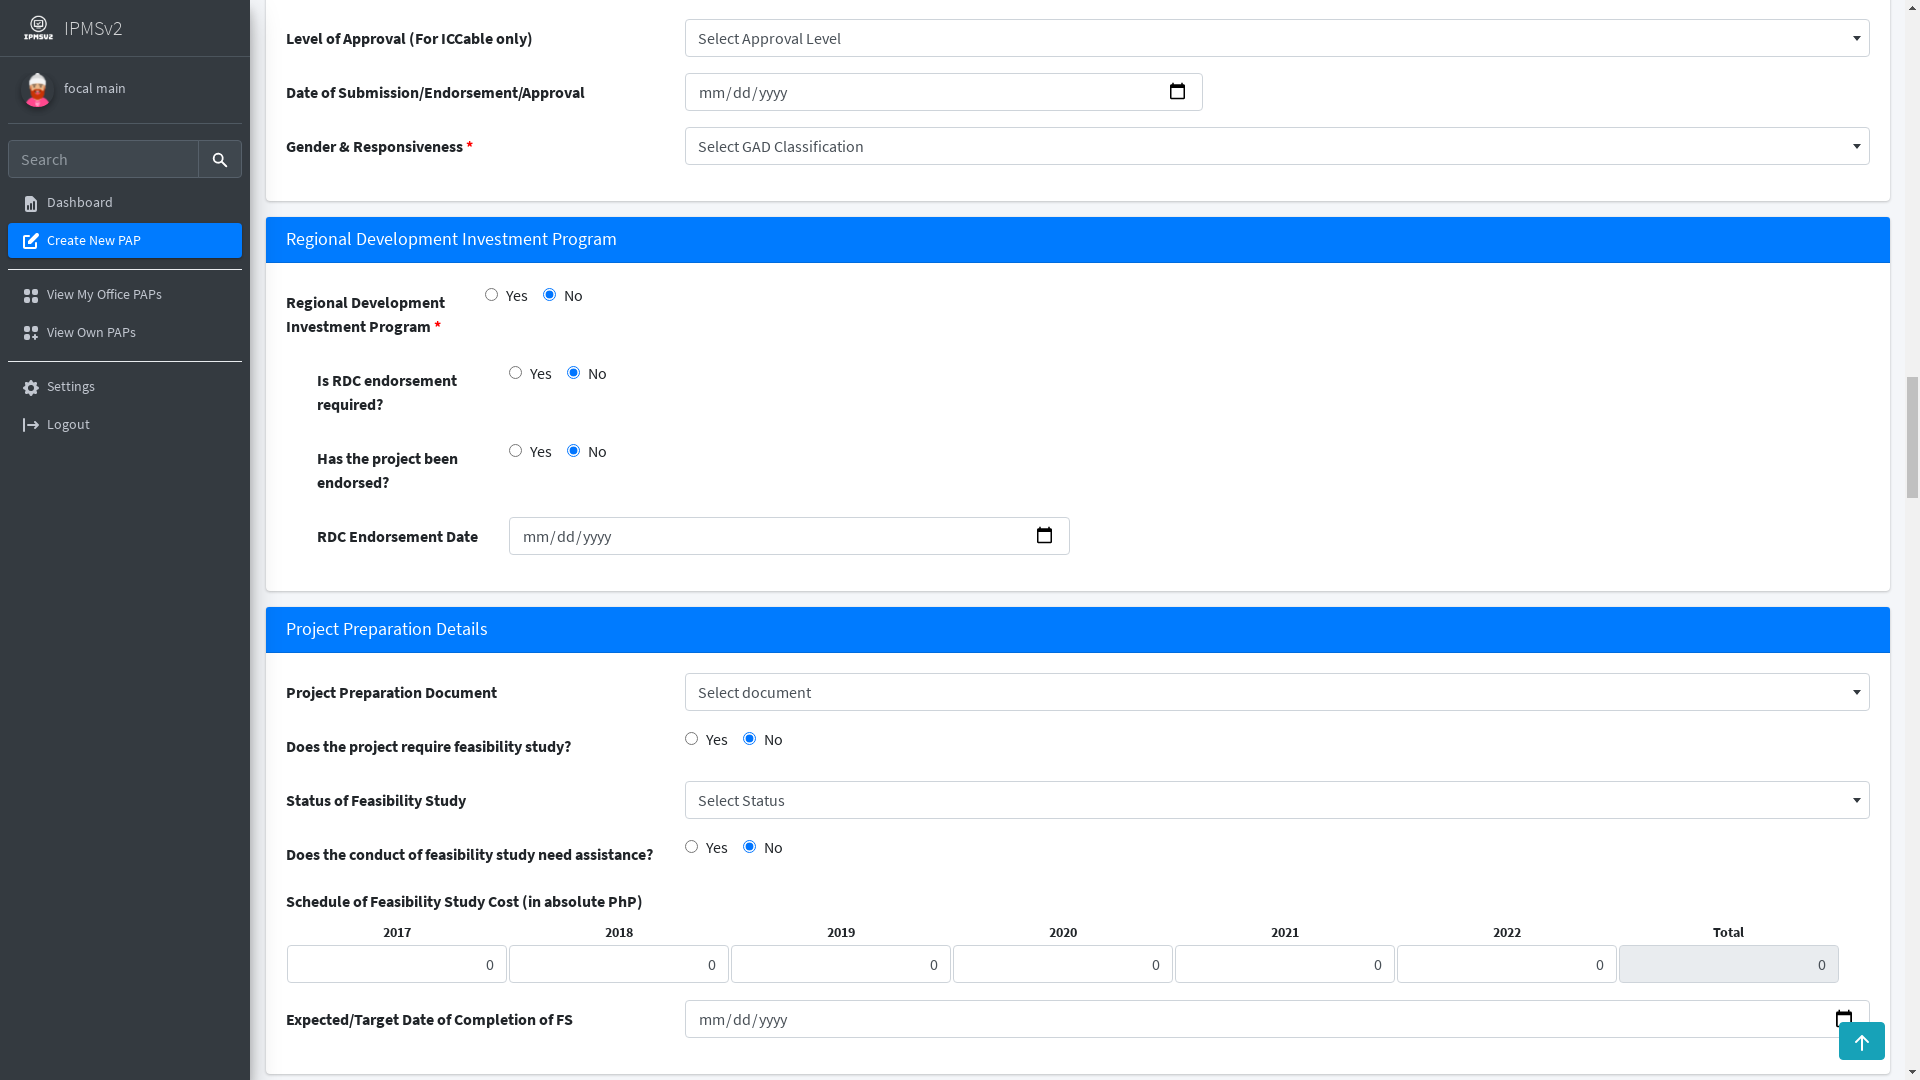 IPMSV2 IPMSv2
focal main
Search
Dashboard
Create New PAP
View My Office PAPs
View Own PAPs
Settings
Logout
Level of Approval (For ICCable only)
Select Approval Level
Date of Submission/Endorsement/Approval
mm/dd/yyyy
Gender & Responsiveness *
Select GAD Classification
Regional Development Investment Program
Regional Development
Investment Program *
Yes No
Is RDC endorsement
required?
Yes No
Has the project been
endorsed?
Yes No
RDC Endorsement Date
mm/dd/yyyy
Project Preparation Details
Project Preparation Document
Select document
Does the project require feasibility study?
Yes No
Status of Feasibility Study
Select Status
Does the conduct of feasibility study need assistance?
Yes No
Schedule of Feasibility Study Cost (in absolute PhP)
2017 2018 2019 2020 2021 2022 Total
0 0 0 0 0 0 0
Expected/Target Date of Completion of FS
mm/dd/yyyy